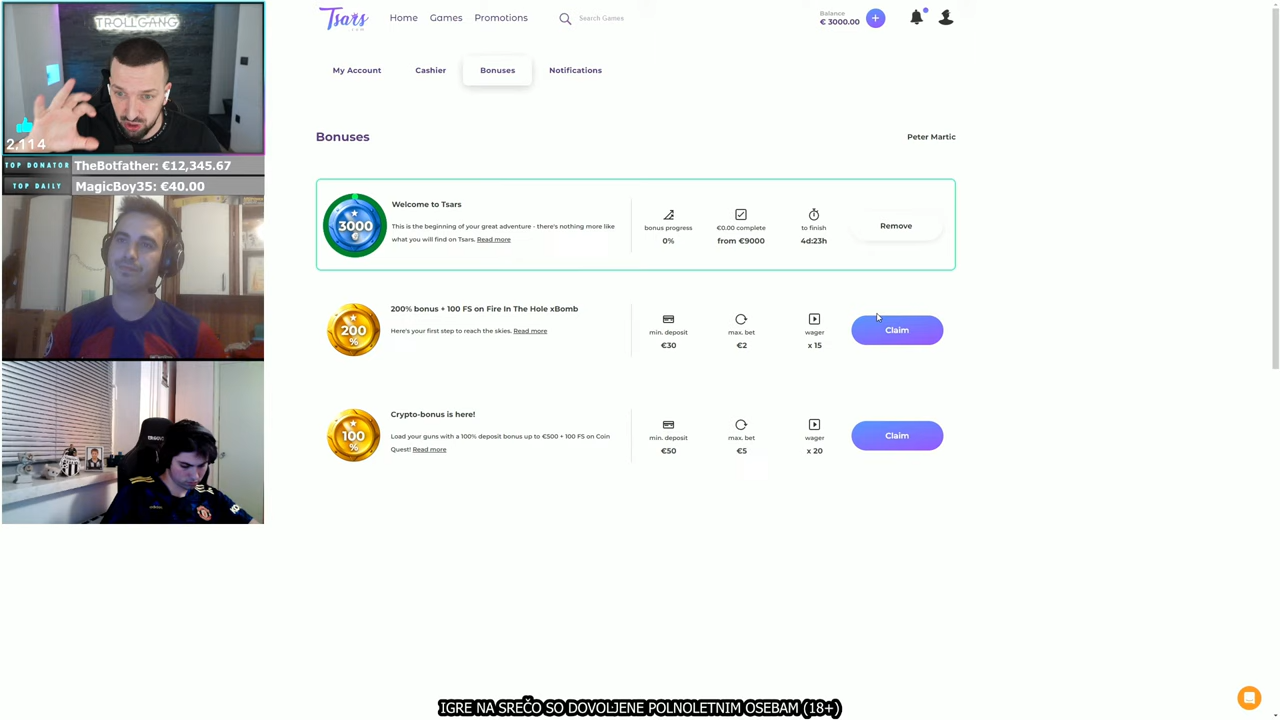 TROLLGANG
2,114
TOP DONATOR TheBotfather: €12,345.67
TOP DAILY MagicBoy35: €40.00
Tsars
.com
Home Games Promotions
Search Games
Balance
€ 3000.00
My Account Cashier Bonuses Notifications
Bonuses
Peter Martic
3000
€
Welcome to Tsars
This is the beginning of your great adventure - there's nothing more like
what you will find on Tsars. Read more
bonus progress
0%
€0.00 complete
from €9000
to finish
4d:23h
Remove
200
%
200% bonus + 100 FS on Fire In The Hole xBomb
Here's your first step to reach the skies. Read more
min. deposit
€30
max. bet
€2
wager
x 15
Claim
100
%
Crypto-bonus is here!
Load your guns with a 100% deposit bonus up to €500 + 100 FS on Coin
Quest! Read more
min. deposit
€50
max. bet
€5
wager
x 20
Claim
IGRE NA SREČO SO DOVOLJENE POLNOLETNIM OSEBAM (18+)